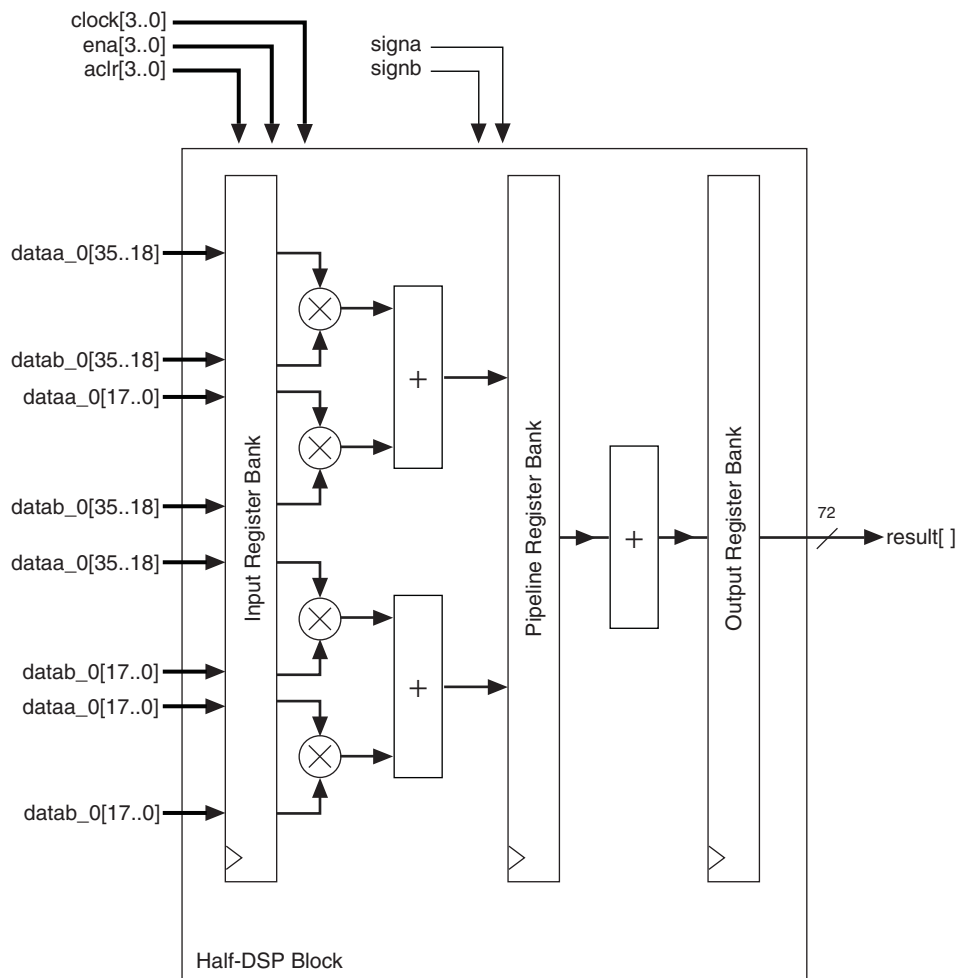 clock[3..0]
ena[3..0]
aclr[3..0]
signa
signb
dataa_0[35..18]
datab_0[35..18]
dataa_0[17..0]
datab_0[35..18]
dataa_0[35..18]
datab_0[17..0]
dataa_0[17..0]
datab_0[17..0]
Input Register Bank
+
+
Pipeline Register Bank
+
Output Register Bank
72
result[ ]
Half-DSP Block